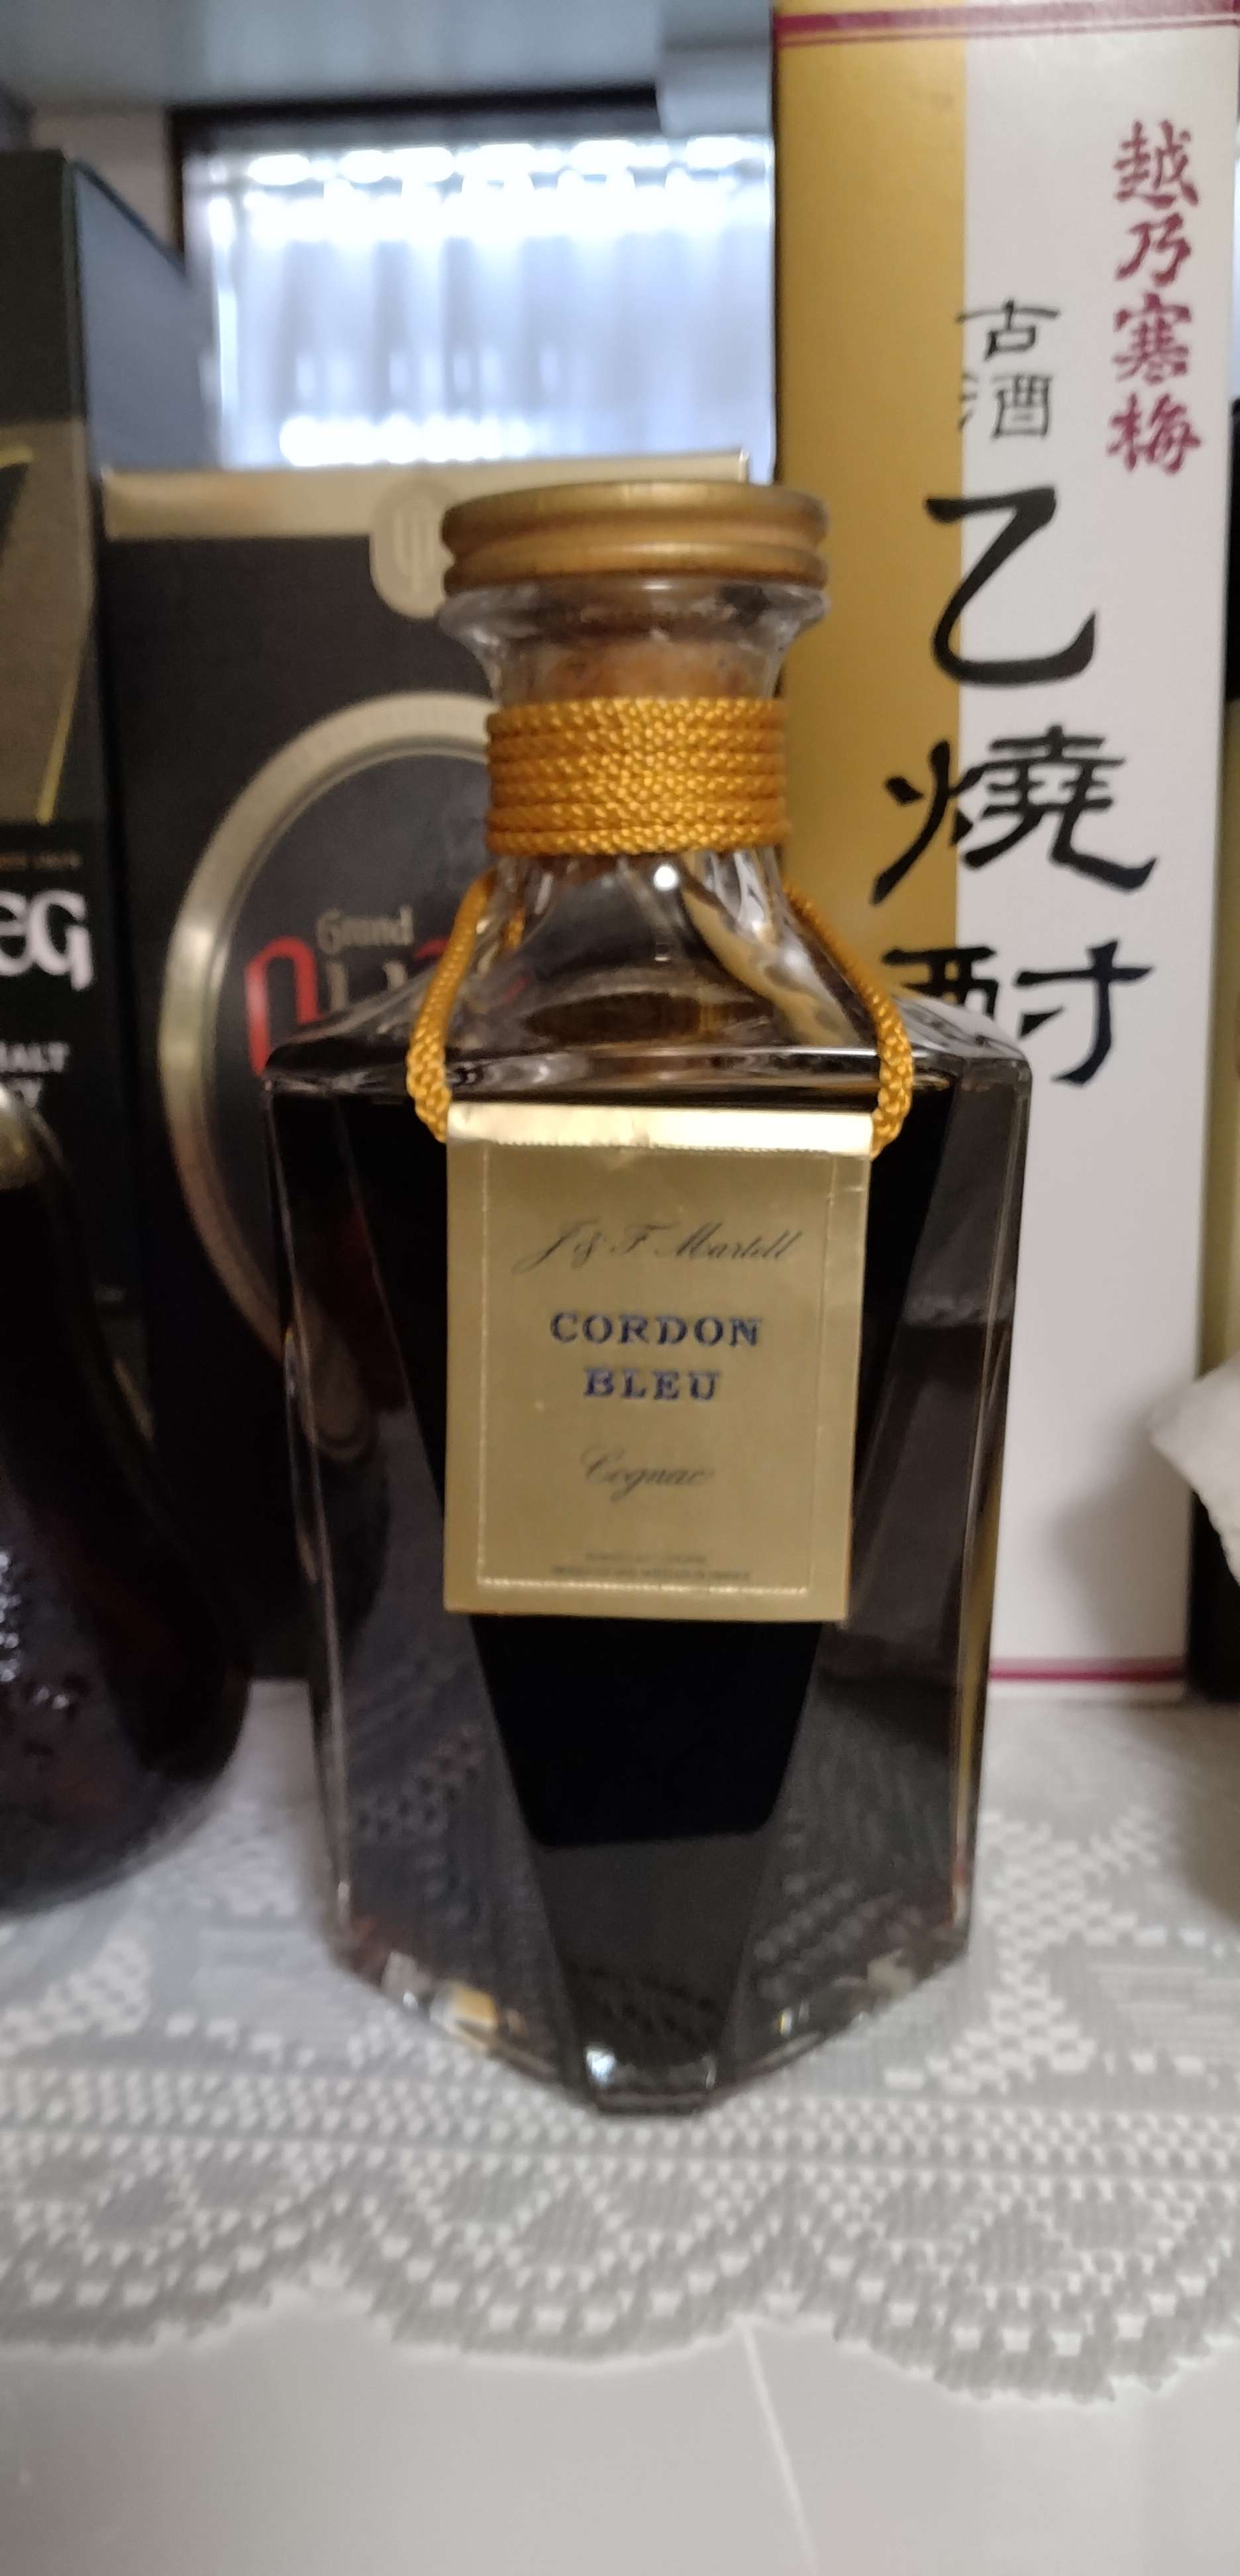 越乃寒梅
古酒
乙焼酎
EG
MALT
Y
Grand
J & F Martell
CORDON
BLEU
Cognac